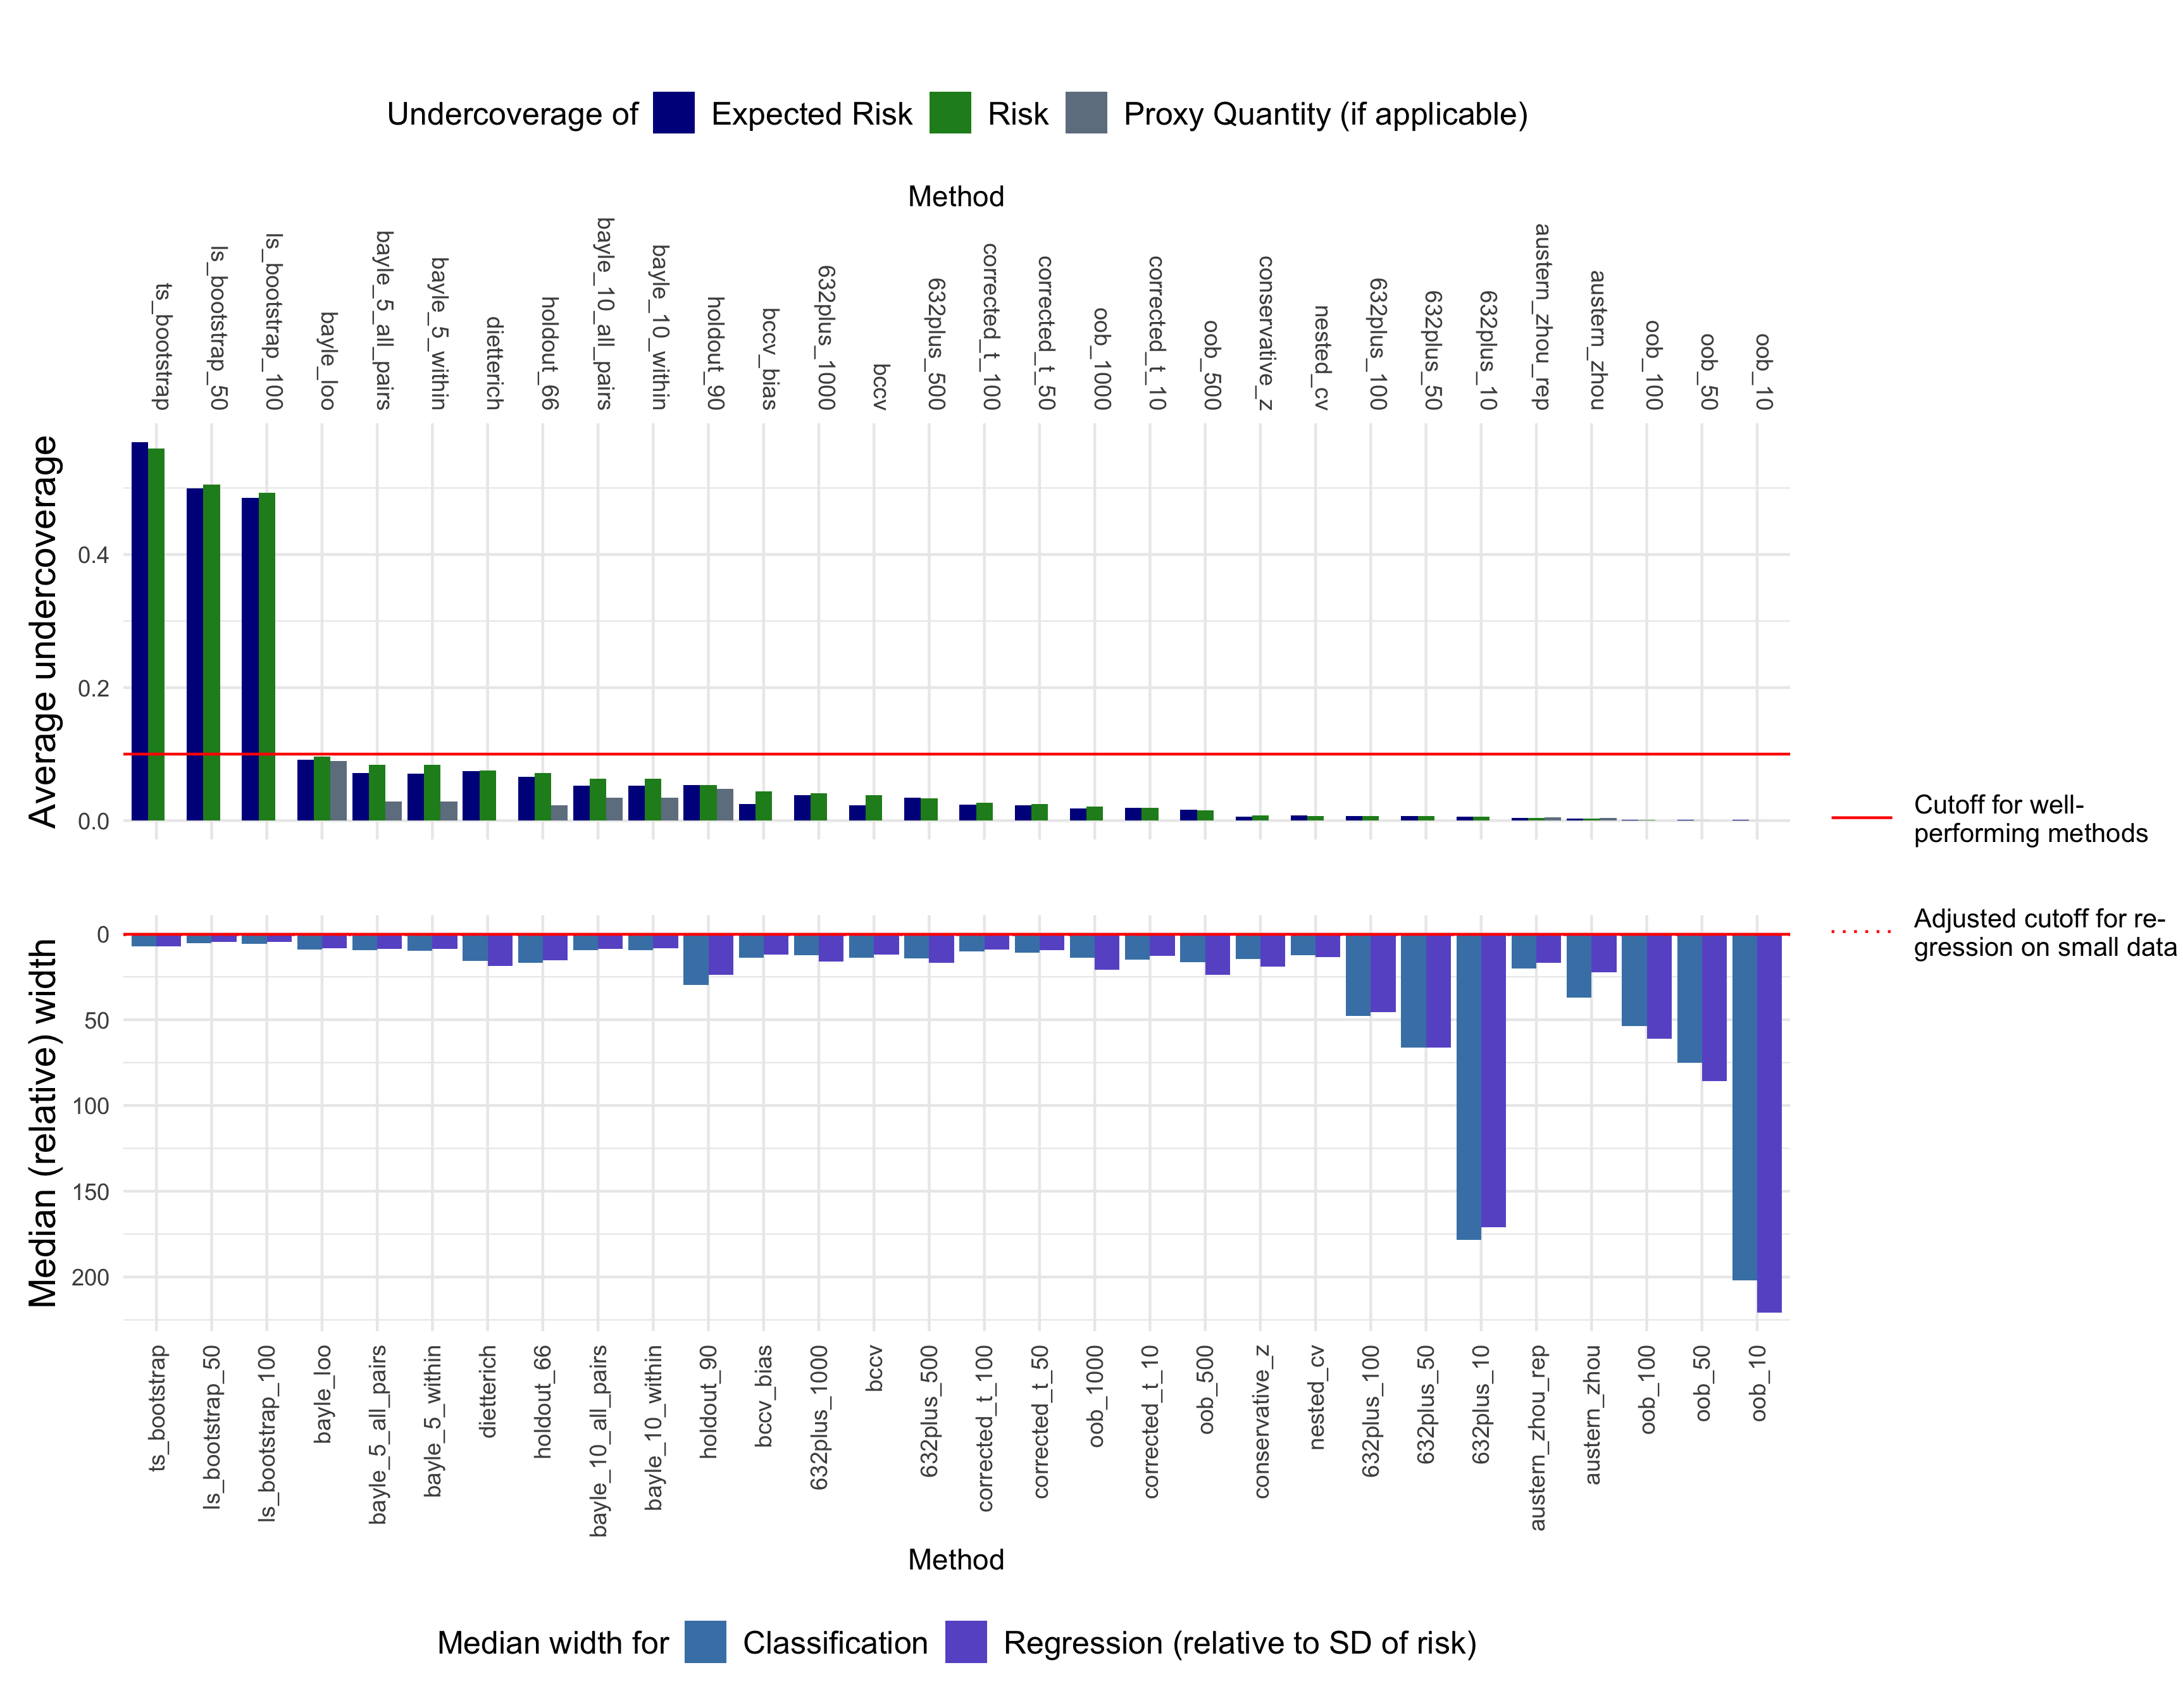 Undercoverage of Expected Risk Risk Proxy Quantity (if applicable)
Method
ts_bootstrap
ls_bootstrap_50
ls_bootstrap_100
bayle_loo
bayle_5_all_pairs
bayle_5_within
dietterich
holdout_66
bayle_10_all_pairs
bayle_10_within
holdout_90
bccv_bias
632plus_1000
bccv
632plus_500
corrected_t_100
corrected_t_50
oob_1000
corrected_t_10
oob_500
conservative_z
nested_cv
632plus_100
632plus_50
632plus_10
austern_zhou_rep
austern_zhou
oob_100
oob_50
oob_10
Average undercoverage
0.4
0.2
0.0
Cutoff for well-
performing methods
Adjusted cutoff for re-
gression on small data
Median (relative) width
0
50
100
150
200
ts_bootstrap
ls_bootstrap_50
ls_bootstrap_100
bayle_loo
bayle_5_all_pairs
bayle_5_within
dietterich
holdout_66
bayle_10_all_pairs
bayle_10_within
holdout_90
bccv_bias
632plus_1000
bccv
632plus_500
corrected_t_100
corrected_t_50
oob_1000
corrected_t_10
oob_500
conservative_z
nested_cv
632plus_100
632plus_50
632plus_10
austern_zhou_rep
austern_zhou
oob_100
oob_50
oob_10
Method
Median width for Classification Regression (relative to SD of risk)